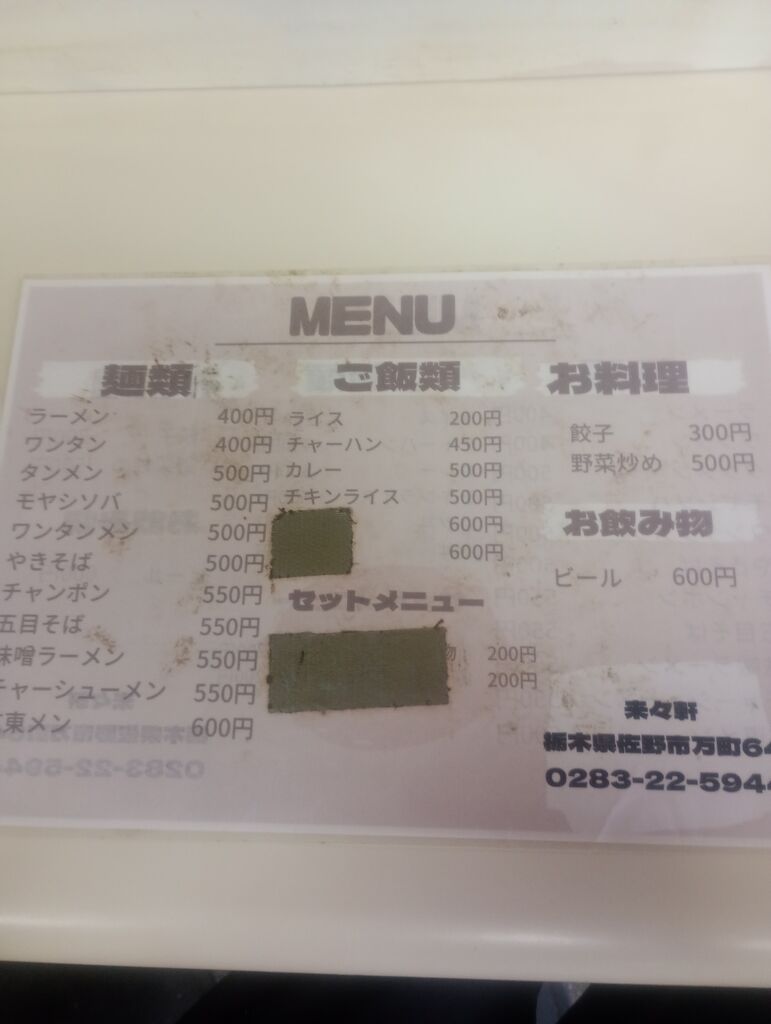 MENU
麺類
ラーメン 400円
ワンタン 400円
タンメン 500円
モヤシソバ 500円
ワンタンメン 500円
やきそば 500円
チャンポン 550円
五目そば 550円
味噌ラーメン 550円
チャーシューメン 550円
東メン 600円
ご飯類
ライス 200円
チャーハン 450円
カレー 500円
チキンライス 500円
600円
600円
セットメニュー
物 200円
200円
お料理
餃子 300円
野菜炒め 500円
お飲み物
ビール 600円
来々軒
栃木県佐野市万町64
0283-22-5944